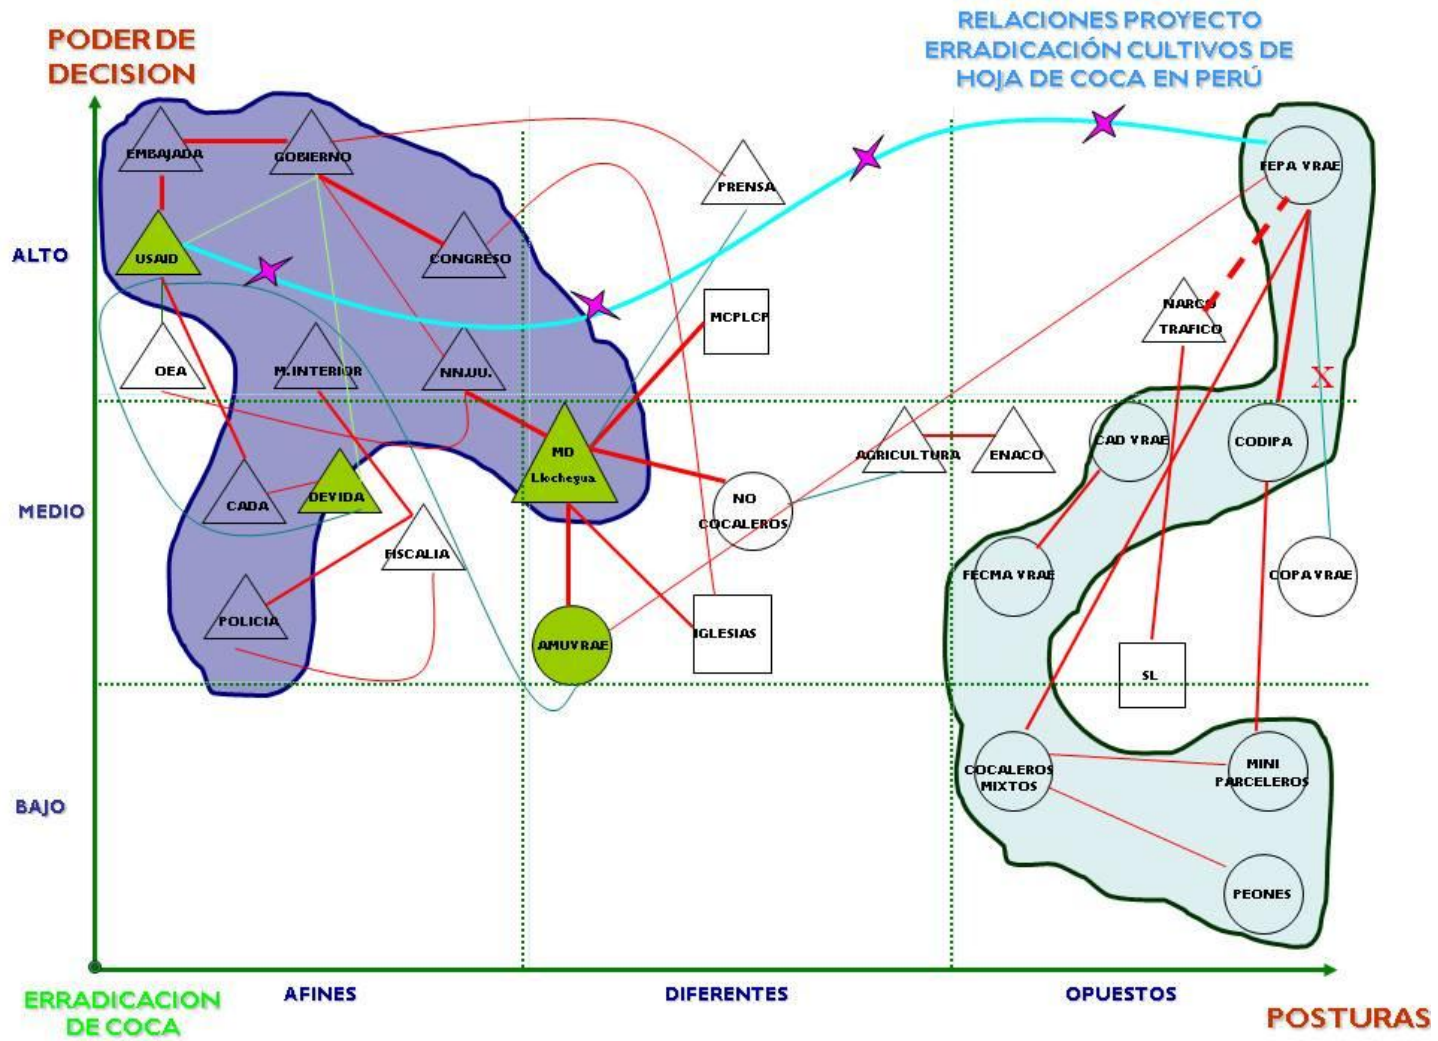 PODER DE
DECISION
RELACIONES PROYECTO
ERRADICACIÓN CULTIVOS DE
HOJA DE COCA EN PERÚ
EMBAJADA
GOBIERNO
PRENSA
FEPA VRAE
ALTO
USAID
CONGRESO
NARCO
TRAFICO
MCPLCP
OEA
M.INTERIOR
NN.UU.
X
MD
Llochegua
AGRICULTURA
ENACO
CAD VRAE
CODIPA
MEDIO
CADA
DEVIDA
NO
COCALEROS
FISCALIA
FECMA VRAE
COPA VRAE
POLICIA
AMUVRAE
IGLESIAS
SL
BAJO
COCALEROS
MIXTOS
MINI
PARCELEROS
PEONES
ERRADICACION
DE COCA
AFINES
DIFERENTES
OPUESTOS
POSTURAS